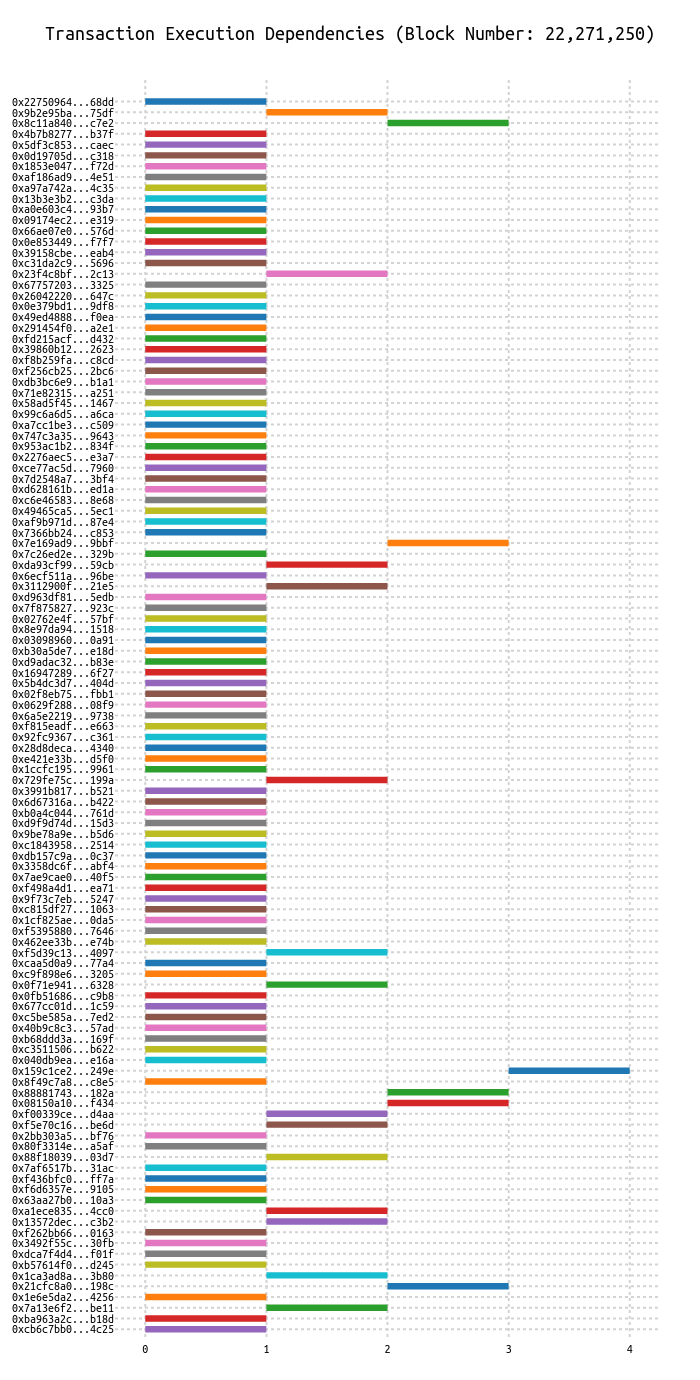 Transaction Execution Dependencies (Block Number: 22,271,250)
0x22750964...68dd
0x9b2e95ba...75df
0x8c11a840...c7e2
0x4b7b8277...b37f
0x5df3c853...caec
0x0d19705d...c318
0x1853e047...f72d
0xaf186ad9...4e51
0xa97a742a...4c35
0x13b3e3b2...c3da
0xa0e603c4...93b7
0x09174ec2...e319
0x66ae07e0...576d
0x0e853449...f7f7
0x39158cbe...eab4
0xc31da2c9...5696
0x23f4c8bf...2c13
0x67757203...3325
0x26042220...647c
0x0e379bd1...9df8
0x49ed4888...f0ea
0x291454f0...a2e1
0xfd215acf...d432
0x39860b12...2623
0xf8b259fa...c8cd
0xf256cb25...2bc6
0xdb3bc6e9...b1a1
0x71e82315...a251
0x58ad5f45...1467
0x99c6a6d5...a6ca
0xa7cc1be3...c509
0x747c3a35...9643
0x953ac1b2...834f
0x2276aec5...e3a7
0xce77ac5d...7960
0x7d2548a7...3bf4
0xd628161b...ed1a
0xc6e46583...8e68
0x49465ca5...5ec1
0xaf9b971d...87e4
0x7366bb24...c853
0x7e169ad9...9bbf
0x7c26ed2e...329b
0xda93cf99...59cb
0x6ecf511a...96be
0x3112900f...21e5
0xd963df81...5edb
0x7f875827...923c
0x02762e4f...57bf
0x8e97da94...1518
0x03098960...0a91
0xb30a5de7...e18d
0xd9adac32...b83e
0x16947289...6f27
0x5b4dc3d7...404d
0x02f8eb75...fbb1
0x0629f288...08f9
0x6a5e2219...9738
0xf815eadf...e663
0x92fc9367...c361
0x28d8deca...4340
0xe421e33b...d5f0
0x1ccfc195...9961
0x729fe75c...199a
0x3991b817...b521
0x6d67316a...b422
0xb0a4c044...761d
0xd9f9d74d...15d3
0x9be78a9e...b5d6
0xc1843958...2514
0xdb157c9a...0c37
0x3358dc6f...abf4
0x7ae9cae0...40f5
0xf498a4d1...ea71
0x9f73c7eb...5247
0xc815df27...1063
0x1cf825ae...0da5
0xf5395880...7646
0x462ee33b...e74b
0xf5d39c13...4097
0xcaa5d0a9...77a4
0xc9f898e6...3205
0x0f71e941...6328
0x0fb51686...c9b8
0x677cc01d...1c59
0xc5be585a...7ed2
0x40b9c8c3...57ad
0xb68ddd3a...169f
0xc3511506...b622
0x040db9ea...e16a
0x159c1ce2...249e
0x8f49c7a8...c8e5
0x88881743...182a
0x08150a10...f434
0xf00339ce...d4aa
0xf5e70c16...be6d
0x2bb303a5...bf76
0x80f3314e...a5af
0x88f18039...03d7
0x7af6517b...31ac
0xf436bfc0...ff7a
0xf6d6357e...9105
0x63aa27b0...10a3
0xa1ece835...4cc0
0x13572dec...c3b2
0xf262bb66...0163
0x3492f55c...30fb
0xdca7f4d4...f01f
0xb57614f0...d245
0x1ca3ad8a...3b80
0x21cfc8a0...198c
0x1e6e5da2...4256
0x7a13e6f2...be11
0xba963a2c...b18d
0xcb6c7bb0...4c25
0 1 2 3 4